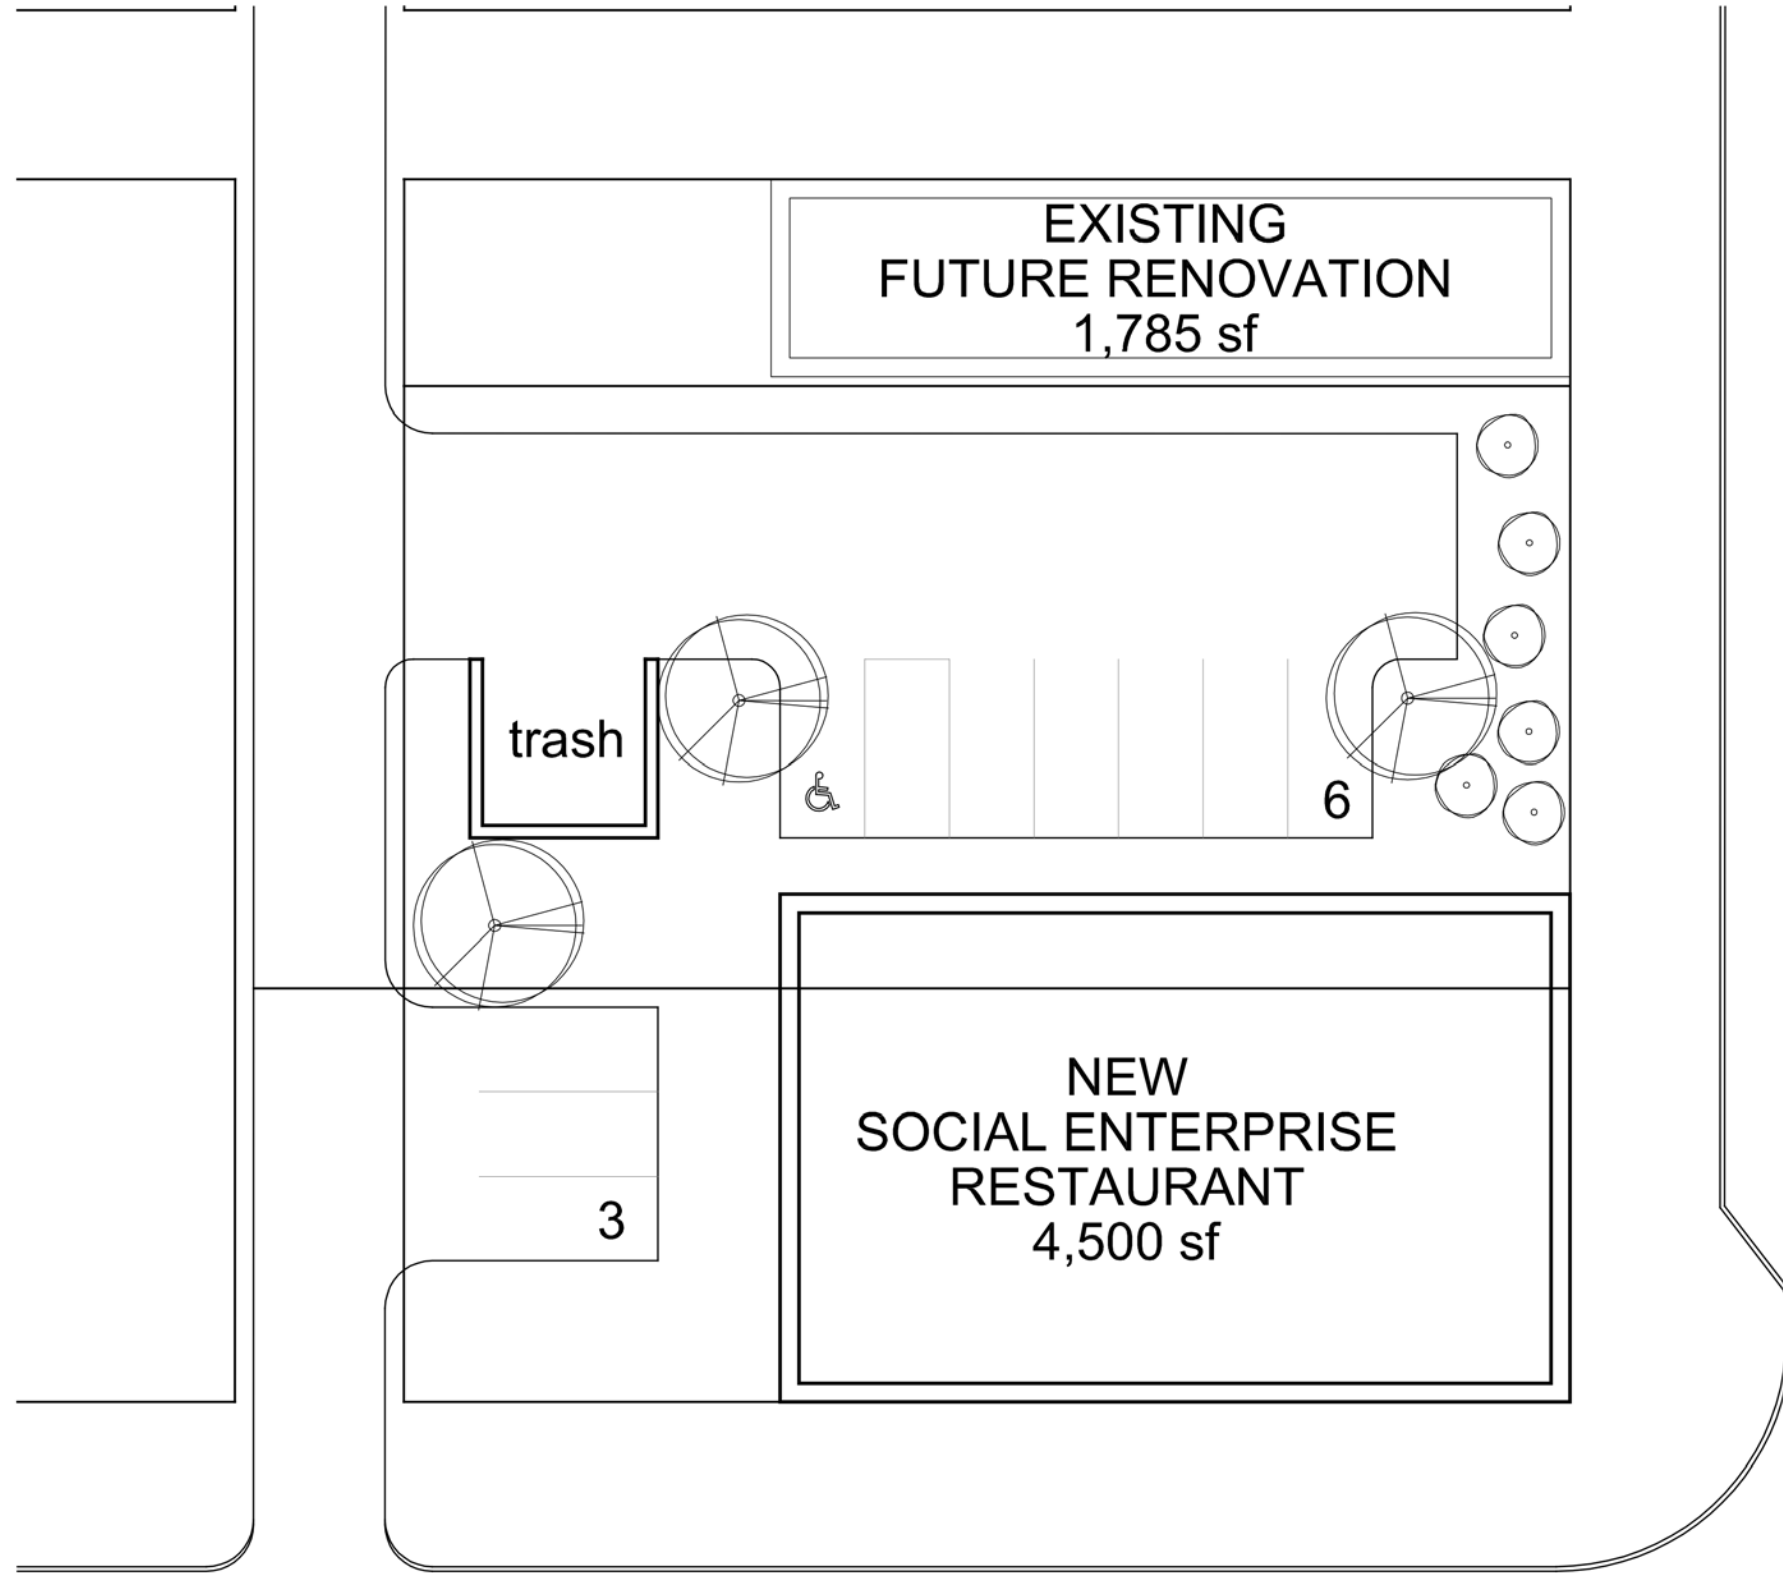 EXISTING
FUTURE RENOVATION
1,785 sf
trash
6
NEW
SOCIAL ENTERPRISE
RESTAURANT
4,500 sf
3